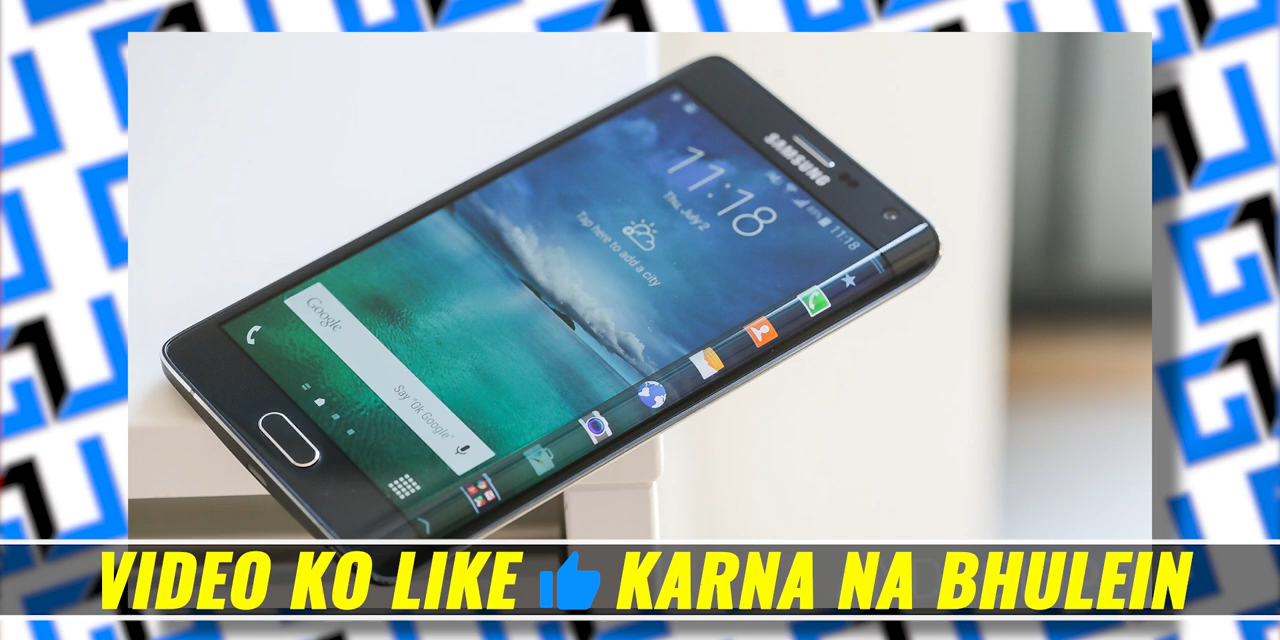 SAMSUNG
11:18
Thu, July 2
11:18
Tap here to add a city
Google
Say "Ok Google"
VIDEO KO LIKE KARNA NA BHULEIN